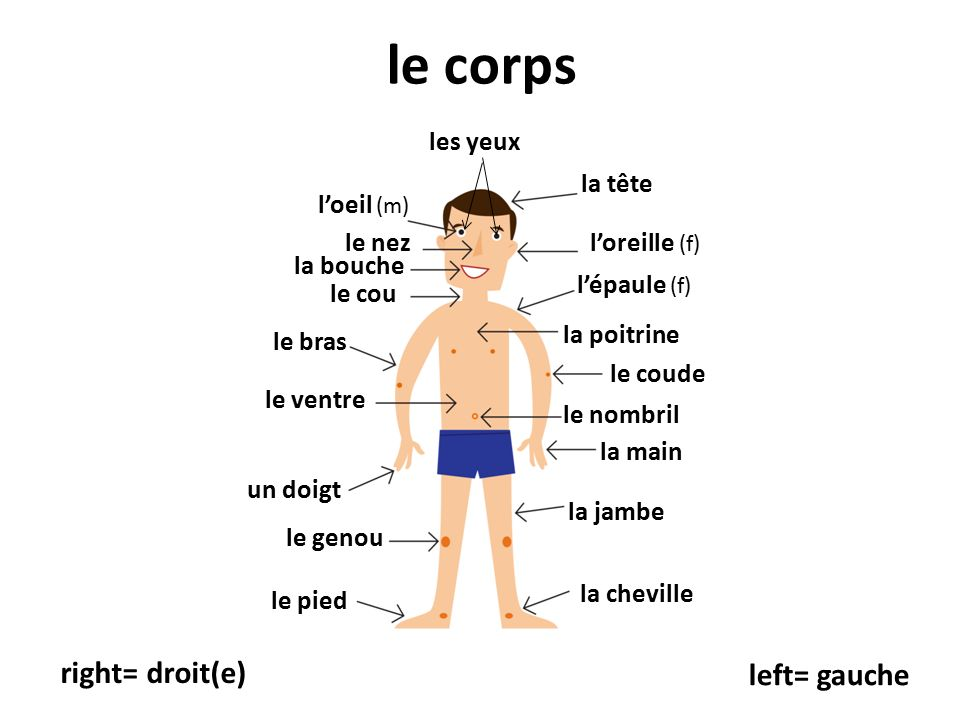 le corps
les yeux
la tête
l’oeil (m)
le nez
l’oreille (f)
la bouche
l’épaule (f)
le cou
la poitrine
le bras
le coude
le ventre
le nombril
la main
un doigt
la jambe
le genou
la cheville
le pied
right= droit(e)
left= gauche